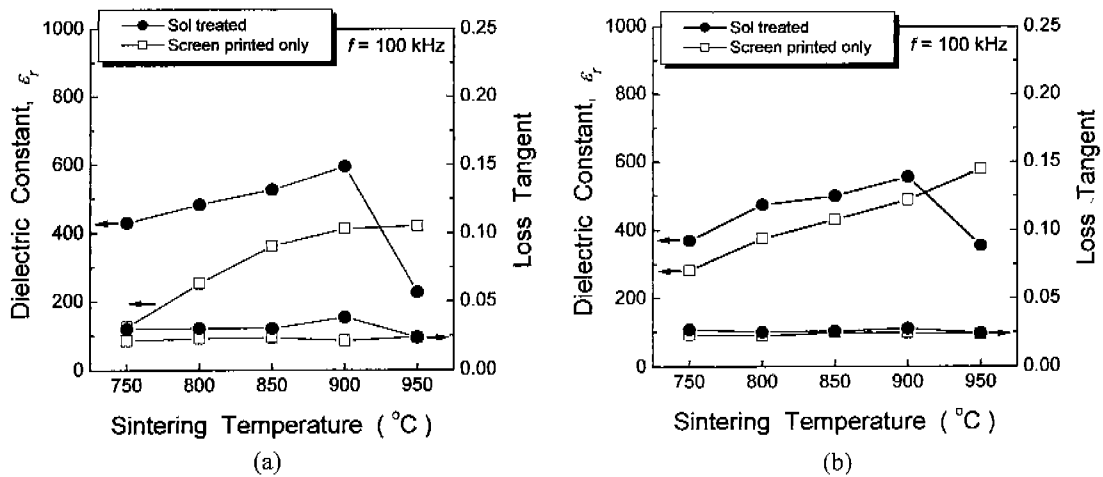 Sol treated
Screen printed only
f = 100 kHz
1000
800
600
400
200
0
Dielectric Constant, εr
0.25
0.20
0.15
0.10
0.05
0.00
Loss Tangent
750 800 850 900 950
Sintering Temperature ( °C)
(a)
Sol treated
Screen printed only
f = 100 kHz
1000
800
600
400
200
0
Dielectric Constant, εr
0.25
0.20
0.15
0.10
0.05
0.00
Loss Tangent
750 800 850 900 950
Sintering Temperature ( °C)
(b)